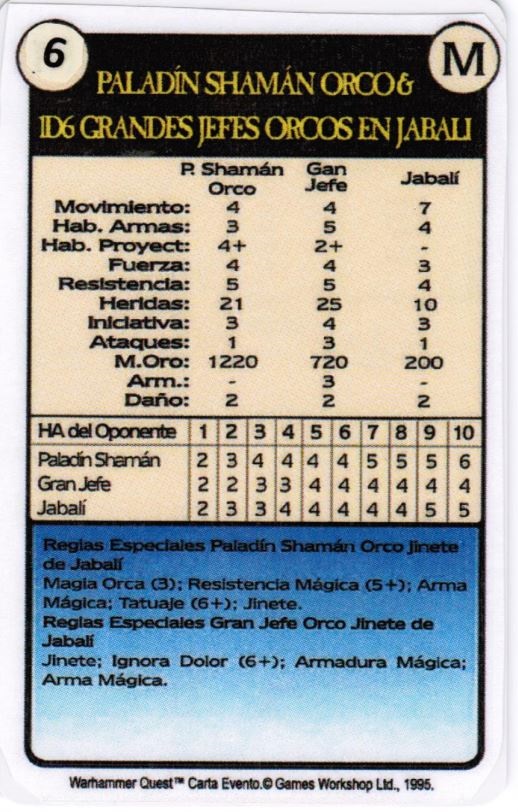 6
M
PALADÍN SHAMÁN ORCO &
1D6 GRANDES JEFES ORCOS EN JABALI
P. Shamán Orco Gan Jefe Jabalí
Movimiento: 4 4 7
Hab. Armas: 3 5 4
Hab. Proyect: 4+ 2+ -
Fuerza: 4 4 3
Resistencia: 5 5 4
Heridas: 21 25 10
Iniciativa: 3 4 3
Ataques: 1 3 1
M.Oro: 1220 720 200
Arm.: - 3 -
Daño: 2 2 2
HA del Oponente 1 2 3 4 5 6 7 8 9 10
Paladín Shamán 2 3 4 4 4 4 5 5 5 6
Gran Jefe 2 2 3 3 4 4 4 4 4 4
Jabalí 2 3 3 4 4 4 4 4 5 5
Reglas Especiales Paladín Shamán Orco Jinete
de Jabalí
Magia Orca (3); Resistencia Mágica (5+); Arma
Mágica; Tatuaje (6+); Jinete.
Reglas Especiales Gran Jefe Orco Jinete de
Jabalí
Jinete; Ignora Dolor (6+); Armadura Mágica;
Arma Mágica.
Warhammer Quest™ Carta Evento.© Games Workshop Ltd., 1995.